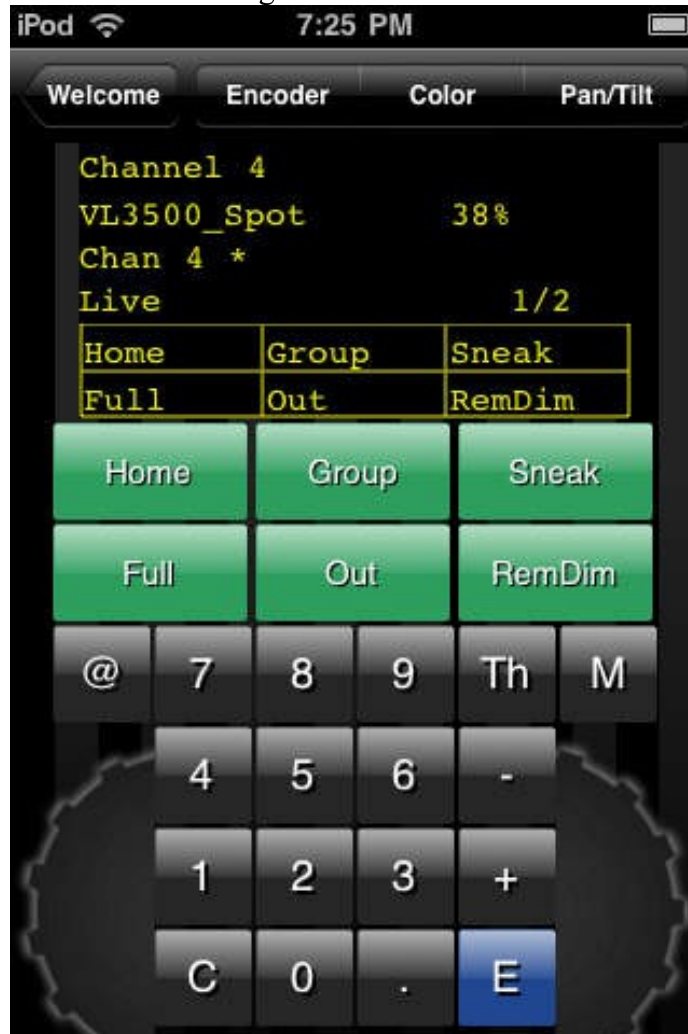 iPod 7:25 PM
Welcome Encoder Color Pan/Tilt
Channel 4
VL3500_Spot 38%
Chan 4 *
Live 1/2
Home Group Sneak
Full Out RemDim
Home Group Sneak
Full Out RemDim
@ 7 8 9 Th M
4 5 6 -
1 2 3 +
C 0 . E